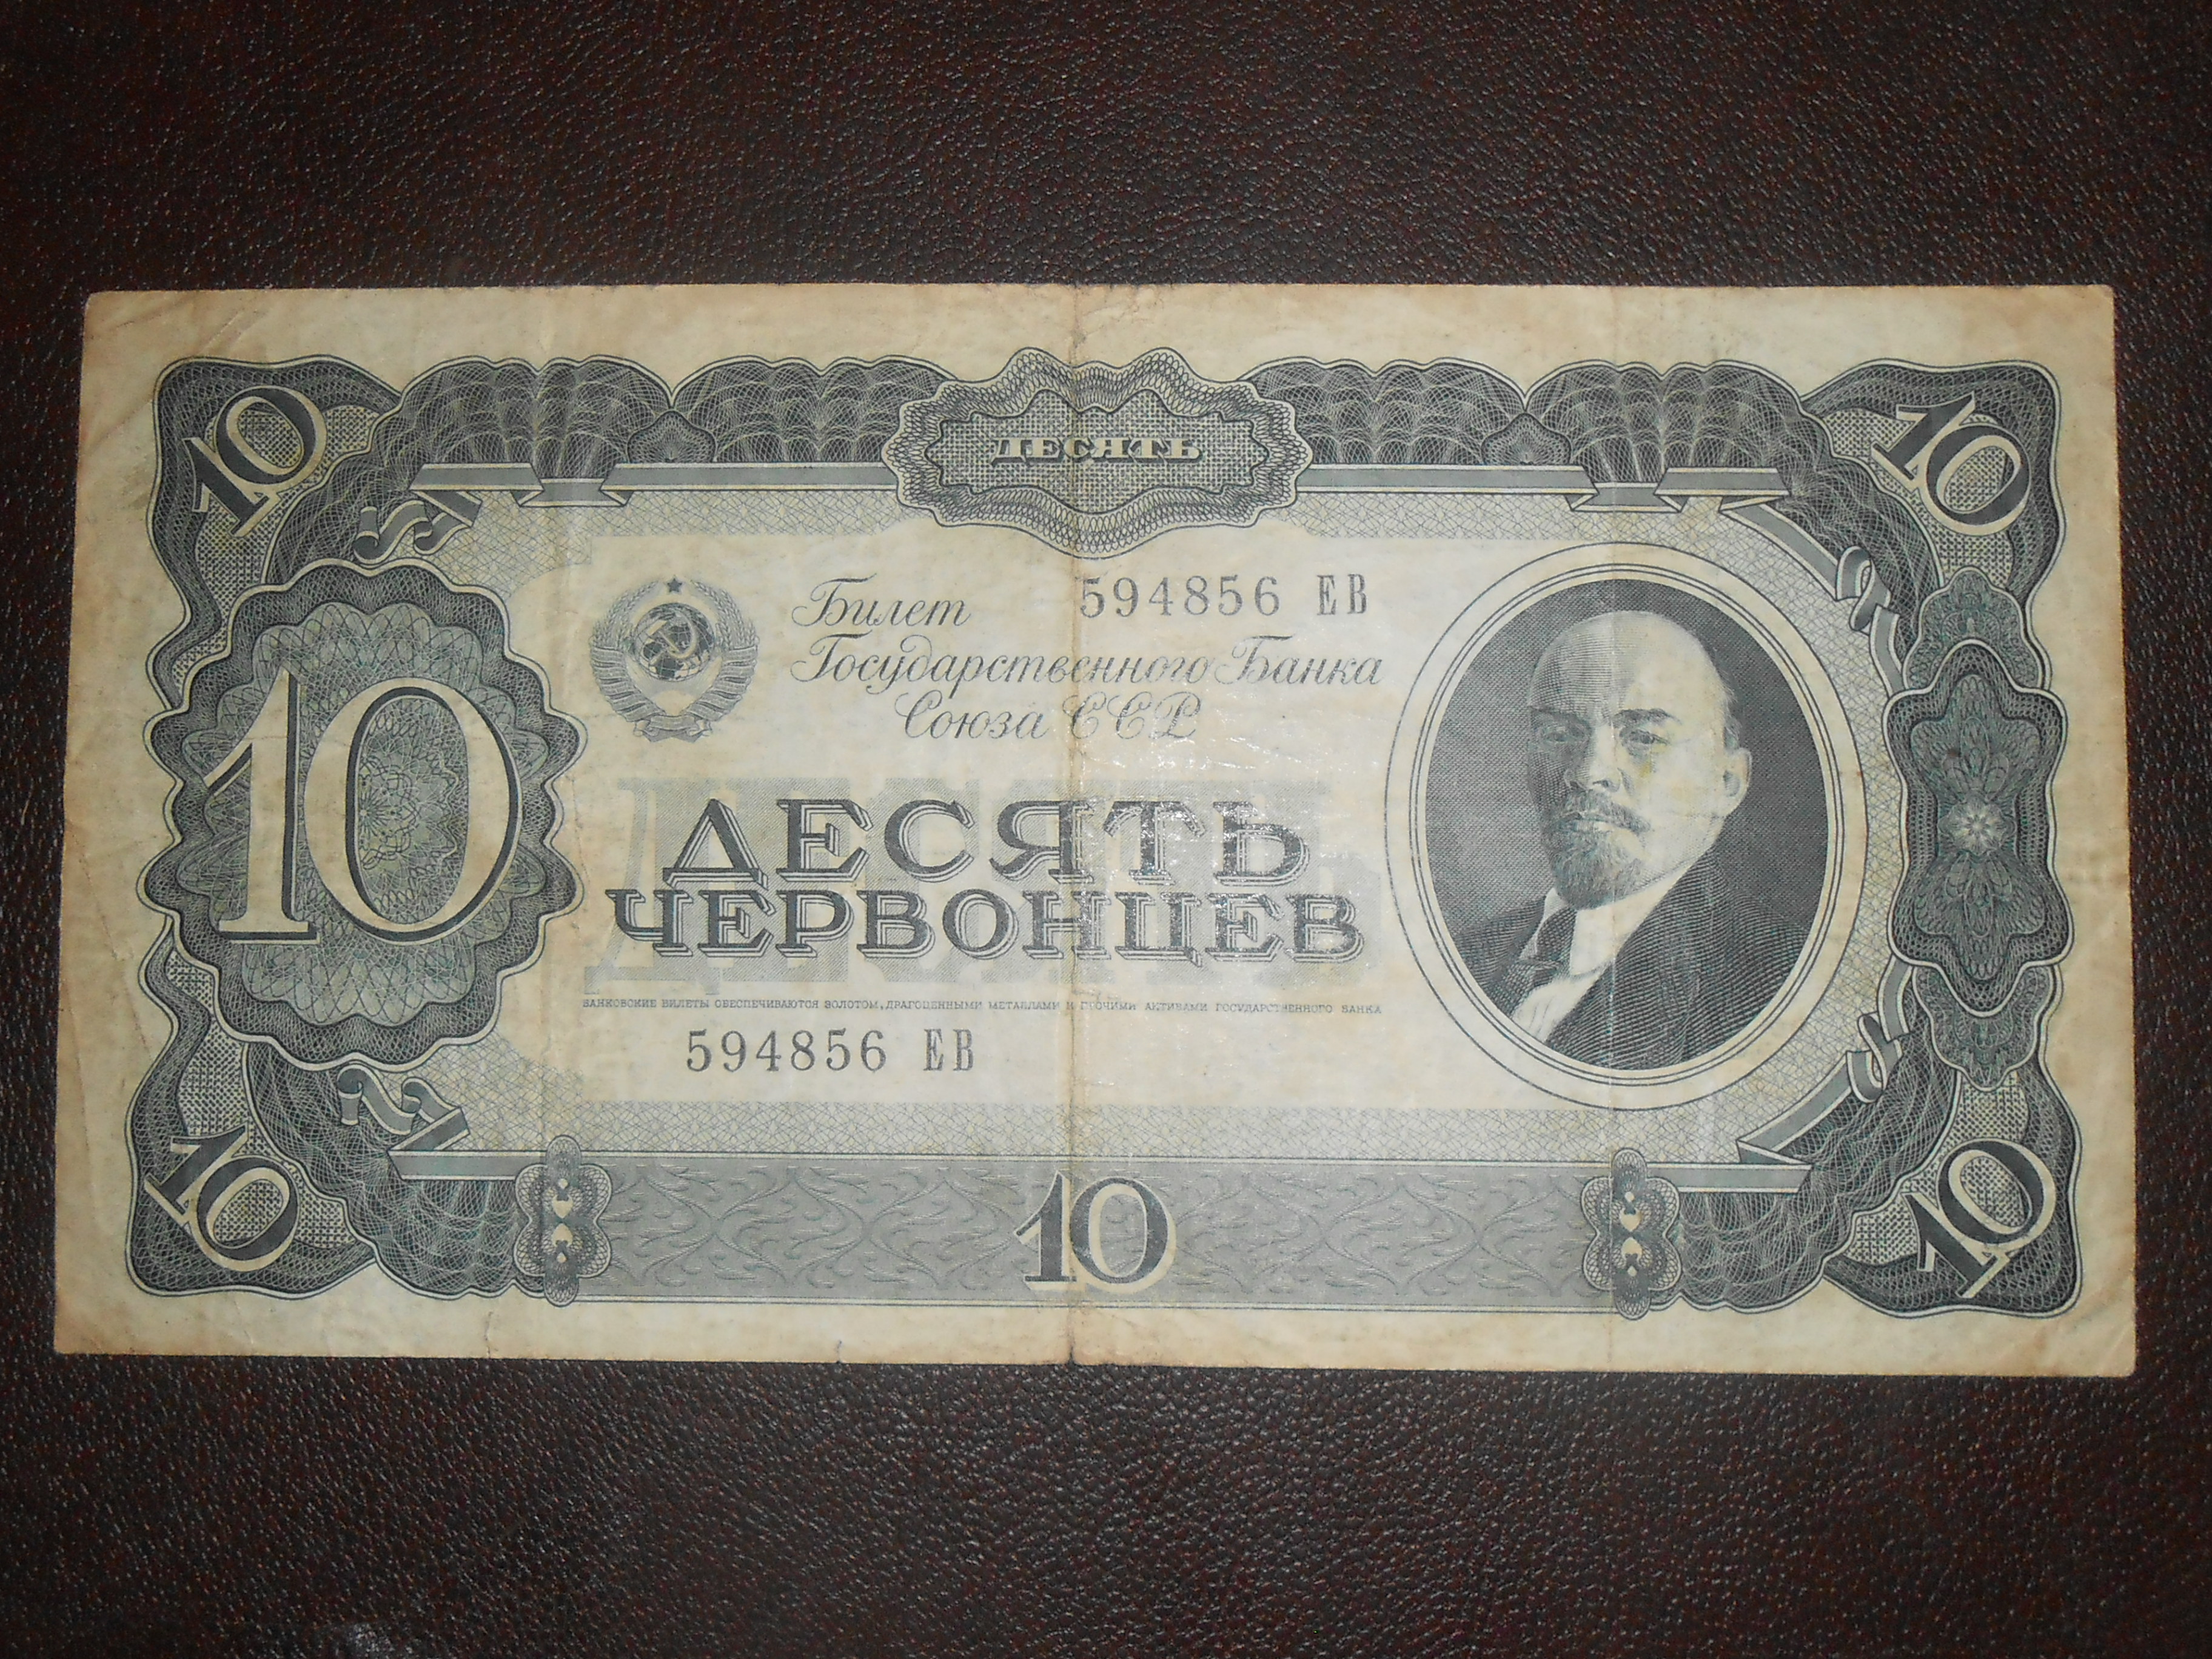 10
ДЕСЯТЬ
10
Билет
594856 ЕВ
Государственного Банка
Союза ССР
10
ДЕСЯТЬ
ДЕСЯТЬ
ЧЕРВОНЦЕВ
БАНКОВСКИЕ БИЛЕТЫ ОБЕСПЕЧИВАЮТСЯ ЗОЛОТОМ, ДРАГОЦЕННЫМИ МЕТАЛЛАМИ И ПРОЧИМИ АКТИВАМИ ГОСУДАРСТВЕННОГО БАНКА
594856 ЕВ
10
10
10